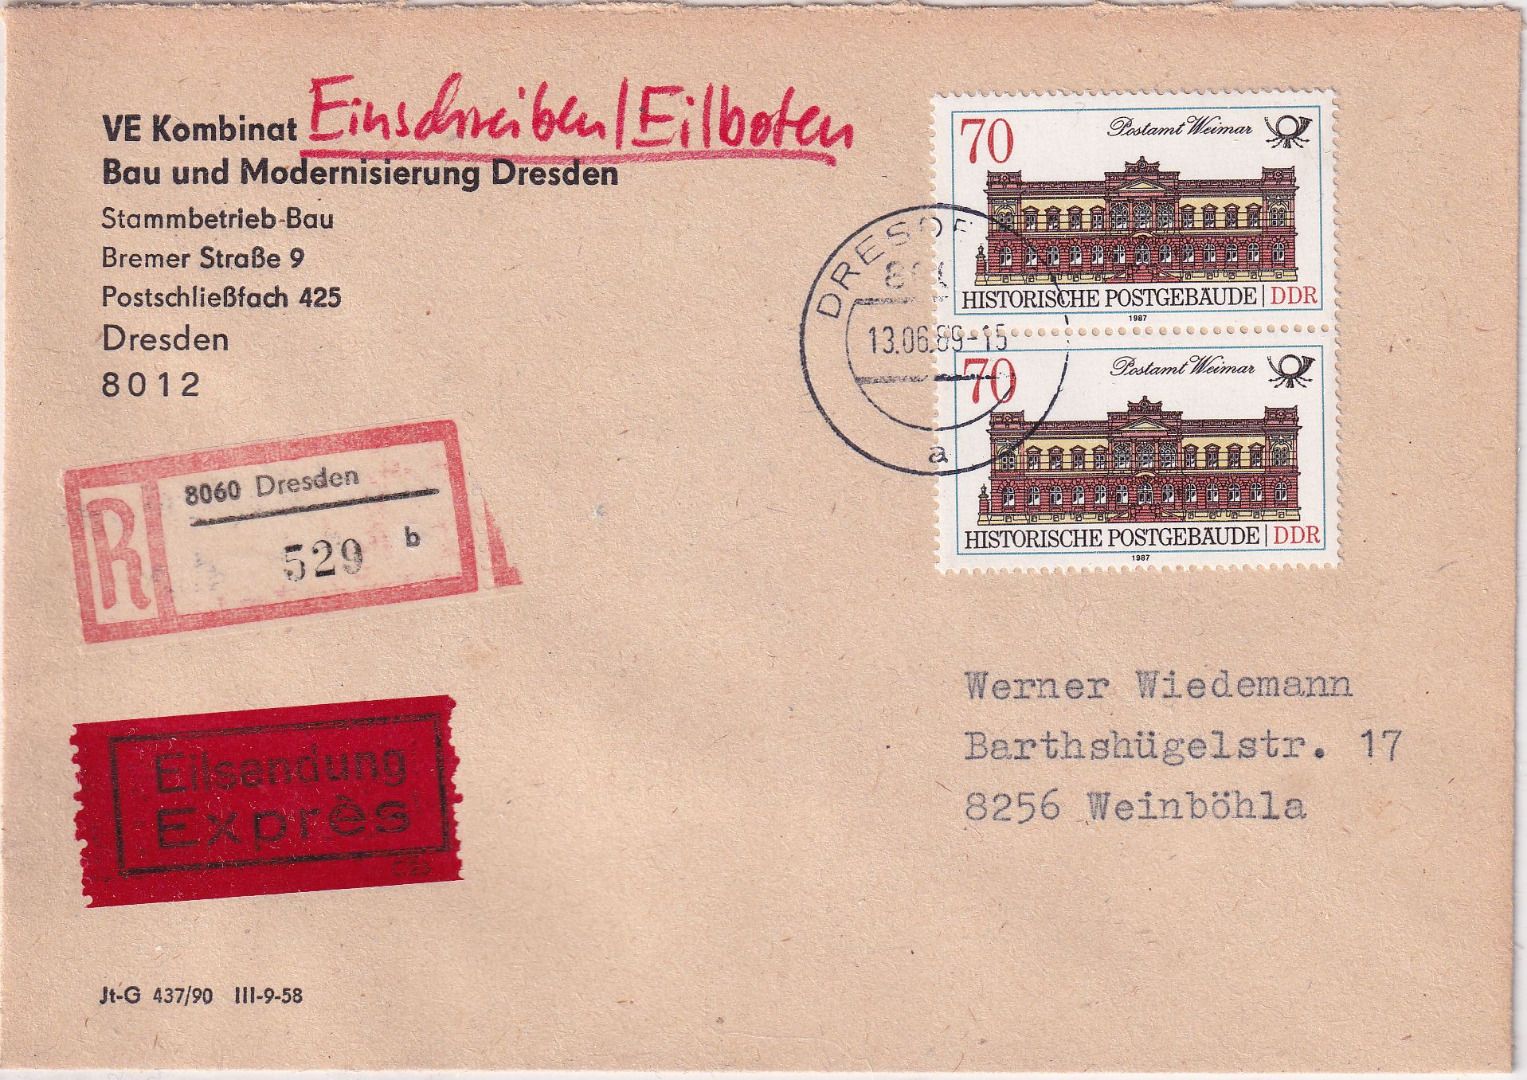 VE Kombinat
Einschreiben/Eilboten
Bau und Modernisierung Dresden
Stammbetrieb Bau
Bremer Straße 9
Postschließfach 425
Dresden
8012
70 Postamt Weimar
HISTORISCHE POSTGEBÄUDE | DDR
1987
70 Postamt Weimar
HISTORISCHE POSTGEBÄUDE | DDR
1987
13.06.89-15
a
R 8060 Dresden
529 b
Eilsendung
Exprès
Werner Wiedemann
Barthshügelstr. 17
8256 Weinböhla
Jt-G 437/90 III-9-58